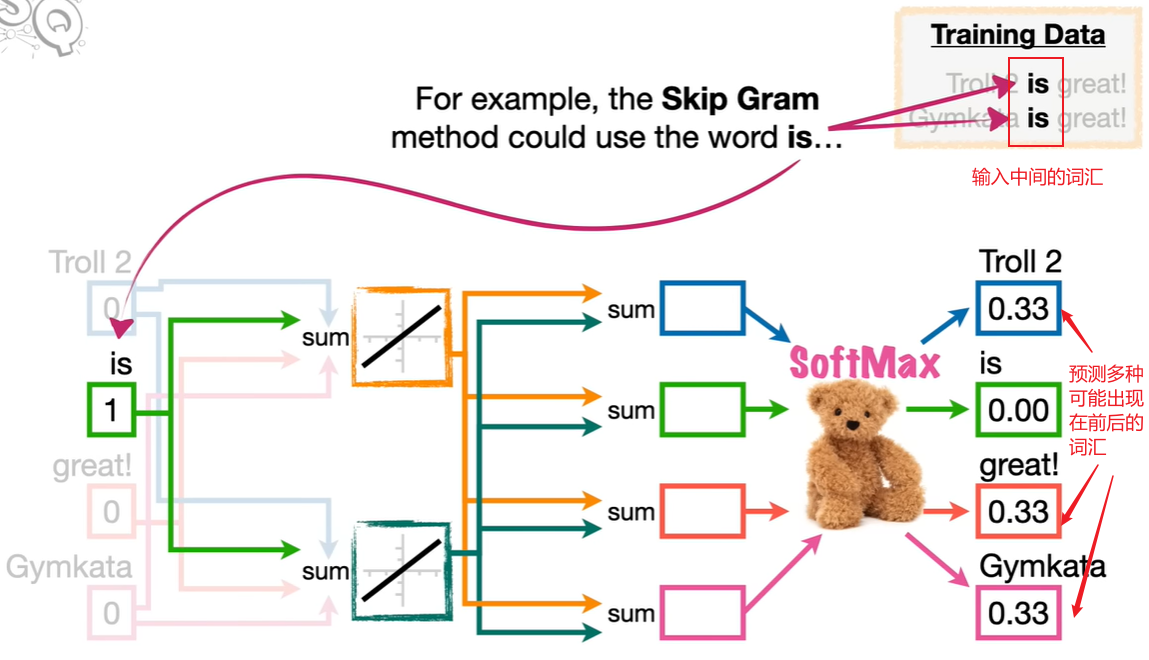 SQ
Training Data
Troll 2 is great!
Gymkata is great!
For example, the Skip Gram
method could use the word is…
输入中间的词汇
Troll 2
0
is
1
great!
0
Gymkata
0
sum
sum
sum
sum
sum
sum
SoftMax
Troll 2
0.33
is
0.00
great!
0.33
Gymkata
0.33
预测多种
可能出现
在前后的
词汇